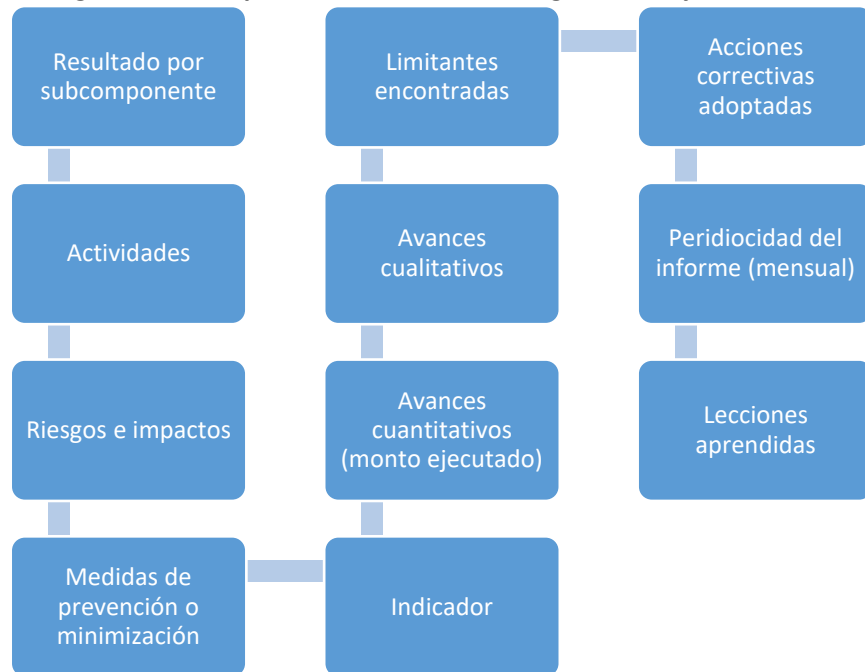 Resultado por
subcomponente
Actividades
Riesgos e impactos
Medidas de
prevención o
minimización
Indicador
Avances
cuantitativos
(monto ejecutado)
Avances
cualitativos
Limitantes
encontradas
Acciones
correctivas
adoptadas
Peridiocidad del
informe (mensual)
Lecciones
aprendidas